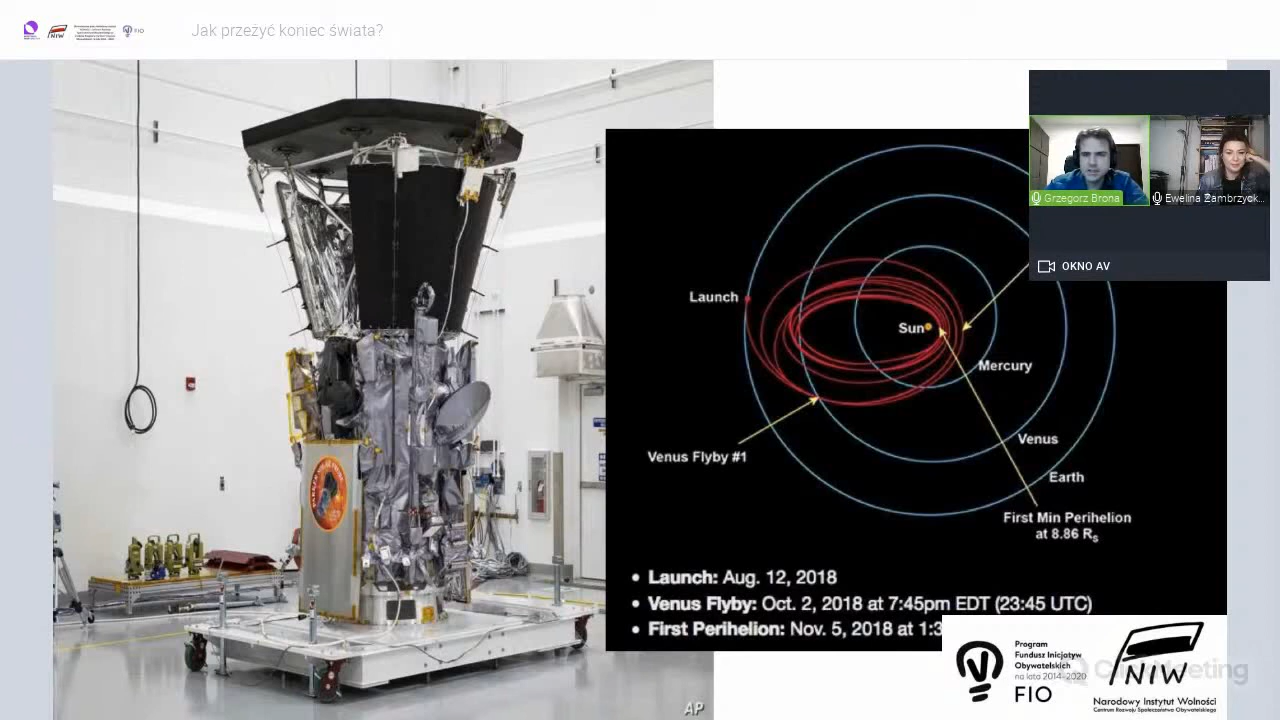 FIO
Jak przeżyć koniec świata?
Grzegorz Brona
Ewelina Zambrzyck...
OKNO AV
Launch
Sun
Mercury
Venus Flyby #1
Venus
Earth
First Min Perihelion
at 8.86 Rs
• Launch: Aug. 12, 2018
• Venus Flyby: Oct. 2, 2018 at 7:45pm EDT (23:45 UTC)
• First Perihelion: Nov. 5, 2018 at 1:3
AP
Program
Fundusz Inicjatyw
Obywatelskich
na lata 2014-2020
FIO
NIW
Narodowy Instytut Wolności
Centrum Rozwoju Społeczeństwa Obywatelskiego
ClickMeeting